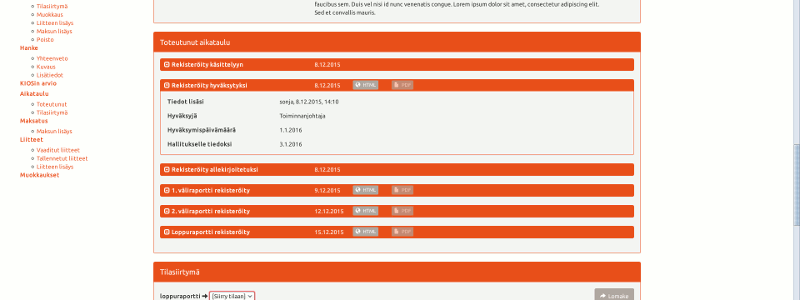 Tilasiirtymä
Muokkaus
Liitteen lisäys
Maksun lisäys
Poisto
Hanke
Yhteenveto
Kuvaus
Lisätiedot
KIOSin arvio
Aikataulu
Toteutunut
Tilasiirtymä
Maksatus
Maksun lisäys
Liitteet
Vaaditut liitteet
Tallennetut liitteet
Liitteen lisäys
Muokkaukset
faucibus sem. Duis vel nisi id nunc venenatis congue. Lorem ipsum dolor sit amet, consectetur adipiscing elit.
Sed et convallis mauris.
Toteutunut aikataulu
Rekisteröity käsittelyyn 8.12.2015
Rekisteröity hyväksytyksi 8.12.2015 HTML PDF
Tiedot lisäsi sonja, 8.12.2015, 14:10
Hyväksyjä Toiminnanjohtaja
Hyväksymispäivämäärä 1.1.2016
Hallitukselle tiedoksi 3.1.2016
Rekisteröity allekirjoitetuksi 8.12.2015
1. väliraportti rekisteröity 9.12.2015 HTML PDF
2. väliraportti rekisteröity 12.12.2015 HTML PDF
Loppuraportti rekisteröity 15.12.2015 HTML PDF
Tilasiirtymä
loppuraportti ➔ [Siirry tilaan] Lomake